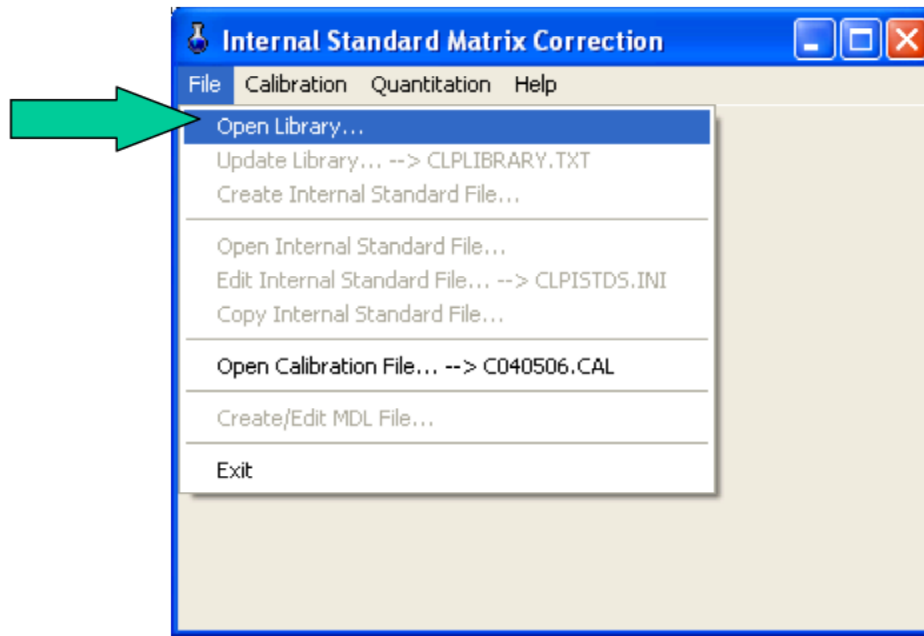 Internal Standard Matrix Correction
File Calibration Quantitation Help
Open Library...
Update Library... --> CLPLIBRARY.TXT
Create Internal Standard File...
Open Internal Standard File...
Edit Internal Standard File... --> CLPISTDS.INI
Copy Internal Standard File...
Open Calibration File... --> C040506.CAL
Create/Edit MDL File...
Exit